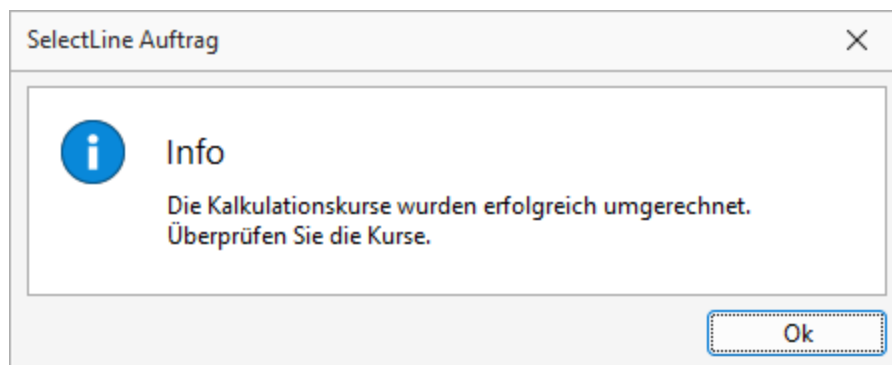 SelectLine Auftrag
Info
Die Kalkulationskurse wurden erfolgreich umgerechnet.
Überprüfen Sie die Kurse.
Ok